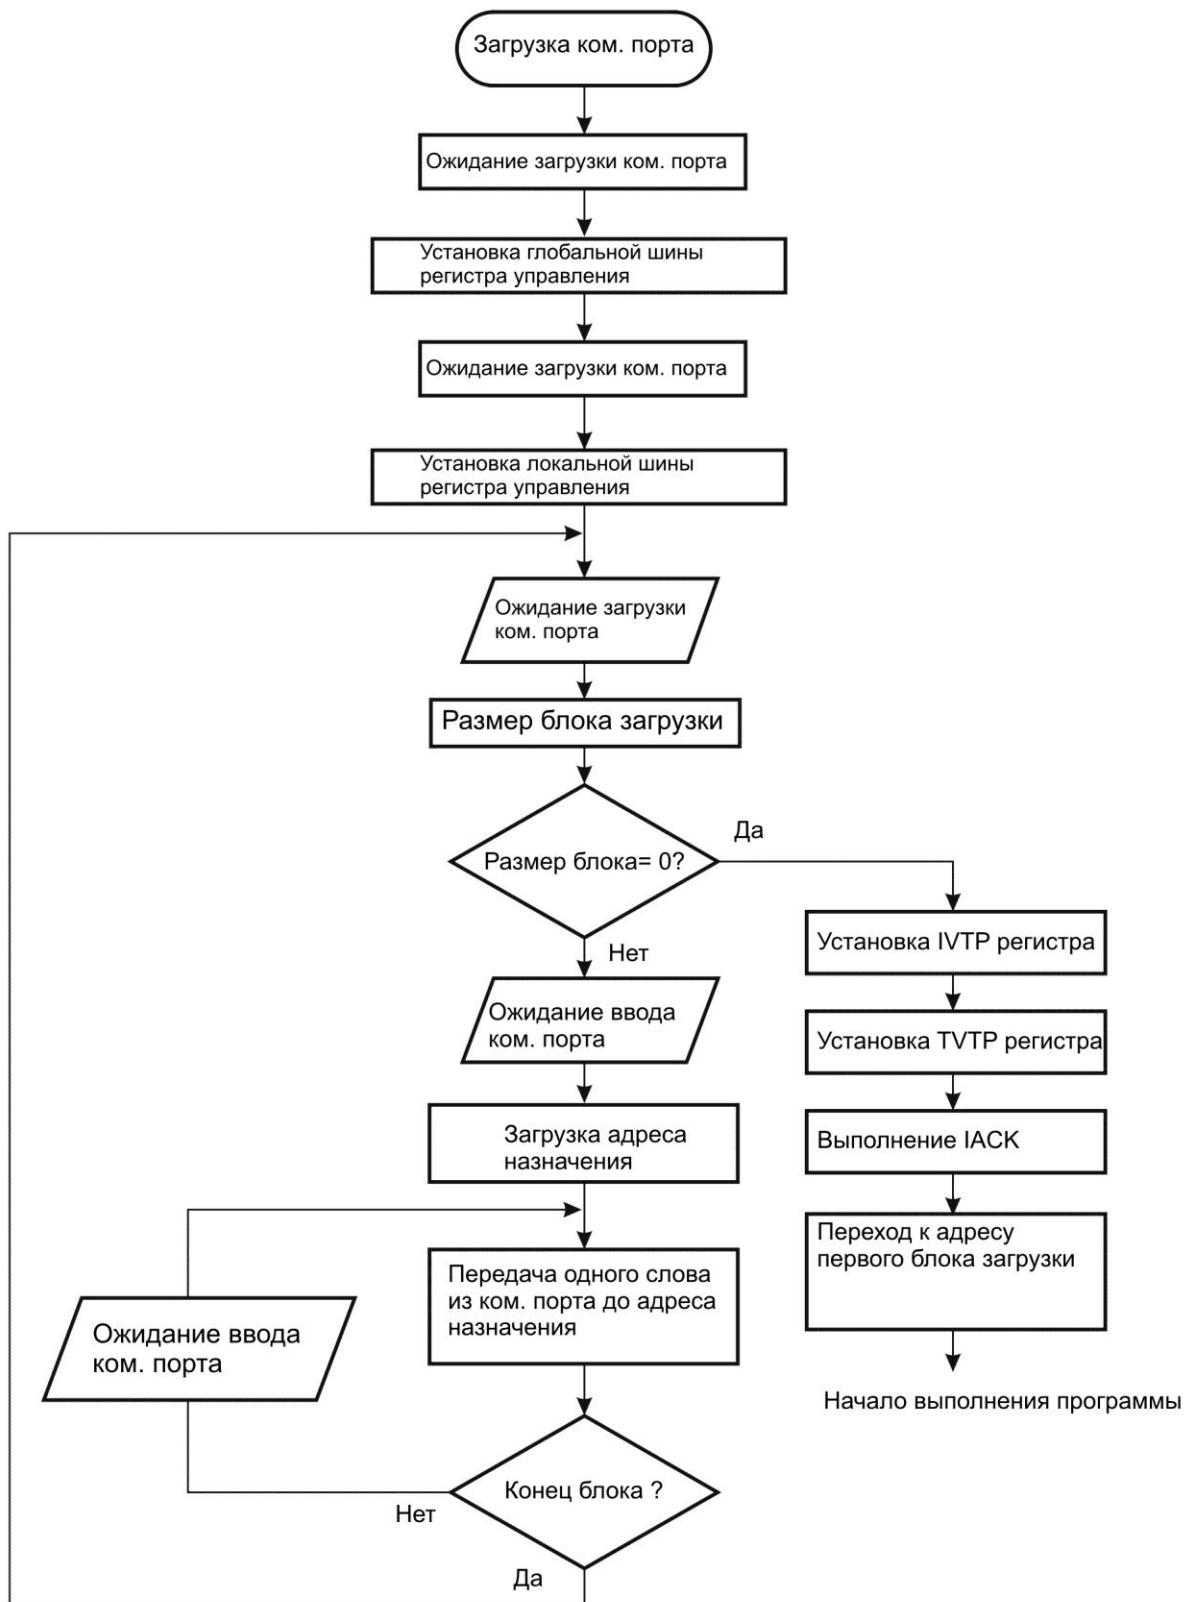 Загрузка ком. порта
Ожидание загрузки ком. порта
Установка глобальной шины
регистра управления
Ожидание загрузки ком. порта
Установка локальной шины
регистра управления
Ожидание загрузки
ком. порта
Размер блока загрузки
Размер блока= 0?
Да
Нет
Установка IVTP регистра
Установка TVTP регистра
Выполнение IACK
Переход к адресу
первого блока загрузки
Начало выполнения программы
Ожидание ввода
ком. порта
Загрузка адреса
назначения
Передача одного слова
из ком. порта до адреса
назначения
Ожидание ввода
ком. порта
Конец блока ?
Нет
Да